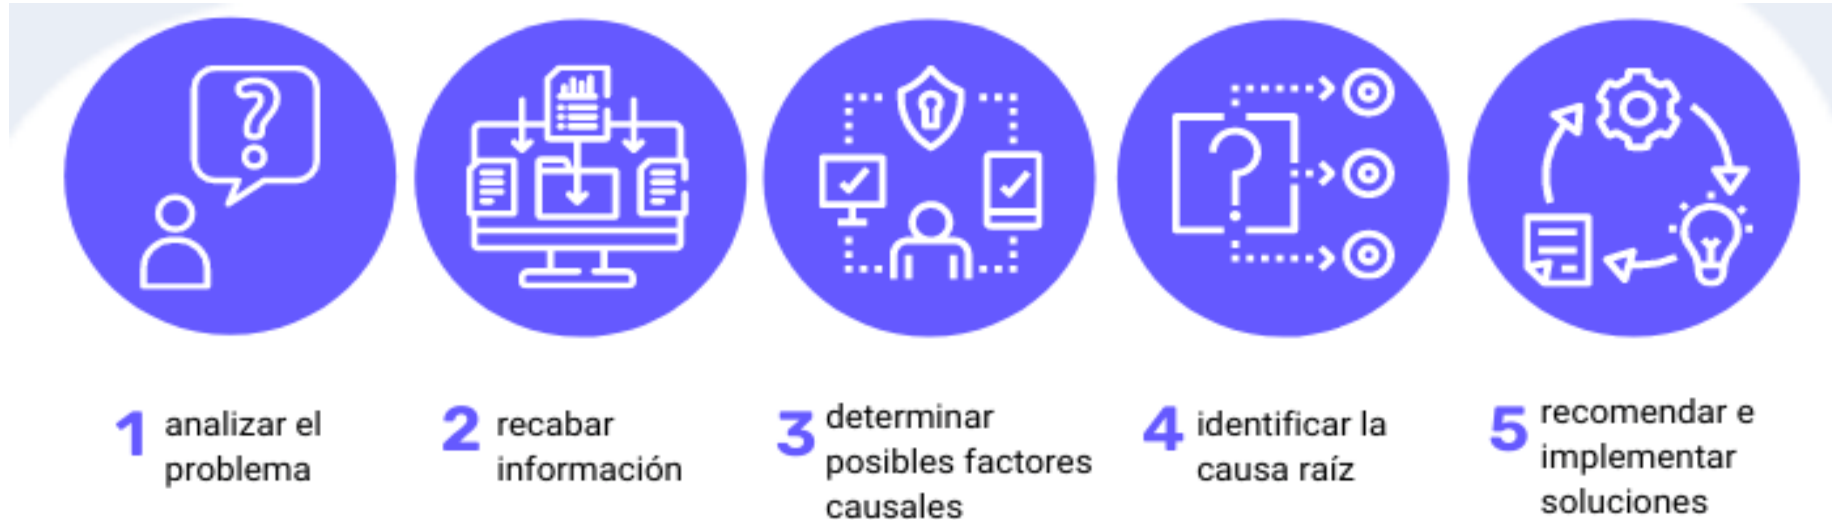 1 analizar el
problema
2 recabar
información
3 determinar
posibles factores
causales
4 identificar la
causa raíz
5 recomendar e
implementar
soluciones